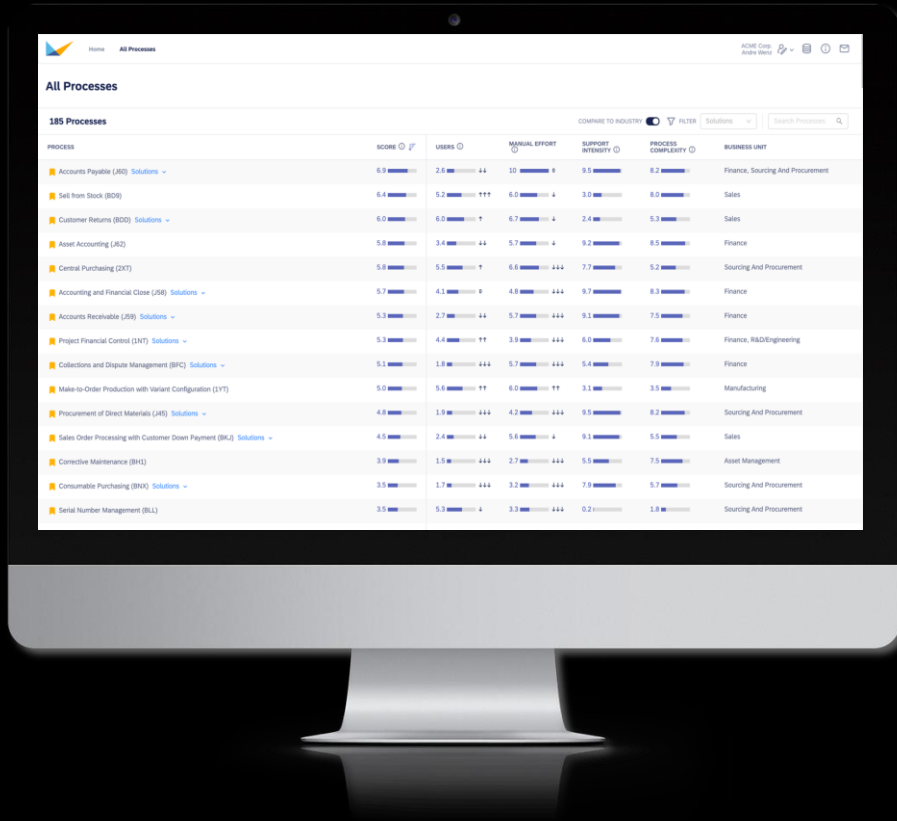 Home All Processes ACME Corp.
Andre Wenz
All Processes
185 Processes COMPARE TO INDUSTRY FILTER Solutions Search Processes
PROCESS SCORE USERS MANUAL EFFORT SUPPORT INTENSITY PROCESS COMPLEXITY BUSINESS UNIT
Accounts Payable (J60) Solutions 6.9 2.6 ↓↓ 10 9.5 8.2 Finance, Sourcing And Procurement
Sell from Stock (BD9) 6.4 5.2 ↑↑↑ 6.0 ↓ 3.0 8.0 Sales
Customer Returns (BDD) Solutions 6.0 6.0 ↑ 6.7 ↓ 2.4 5.3 Sales
Asset Accounting (J62) 5.8 3.4 ↓↓ 5.7 ↓ 9.2 8.5 Finance
Central Purchasing (2XT) 5.8 5.5 ↑ 6.6 ↓↓↓ 7.7 5.2 Sourcing And Procurement
Accounting and Financial Close (J58) Solutions 5.7 4.1 4.8 ↓↓↓ 9.7 8.3 Finance
Accounts Receivable (J59) Solutions 5.3 2.7 ↓↓ 5.7 ↓↓↓ 9.1 7.5 Finance
Project Financial Control (1NT) Solutions 5.3 4.4 ↑↑ 3.9 ↓↓↓ 6.0 7.6 Finance, R&D/Engineering
Collections and Dispute Management (BFC) Solutions 5.1 1.8 ↓↓↓ 5.7 ↓↓↓ 5.4 7.9 Finance
Make-to-Order Production with Variant Configuration (1YT) 5.0 5.6 ↑↑ 6.0 ↑↑ 3.1 3.5 Manufacturing
Procurement of Direct Materials (J45) Solutions 4.8 1.9 ↓↓↓ 4.2 ↓↓↓ 9.5 8.2 Sourcing And Procurement
Sales Order Processing with Customer Down Payment (BKJ) Solutions 4.5 2.4 ↓↓ 5.6 ↓ 9.1 5.5 Sales
Corrective Maintenance (BH1) 3.9 1.5 ↓↓↓ 2.7 ↓↓↓ 5.5 7.5 Asset Management
Consumable Purchasing (BNX) Solutions 3.5 1.7 ↓↓↓ 3.2 ↓↓↓ 7.9 5.7 Sourcing And Procurement
Serial Number Management (BLL) 3.5 5.3 ↓ 3.3 ↓↓↓ 0.2 1.8 Sourcing And Procurement